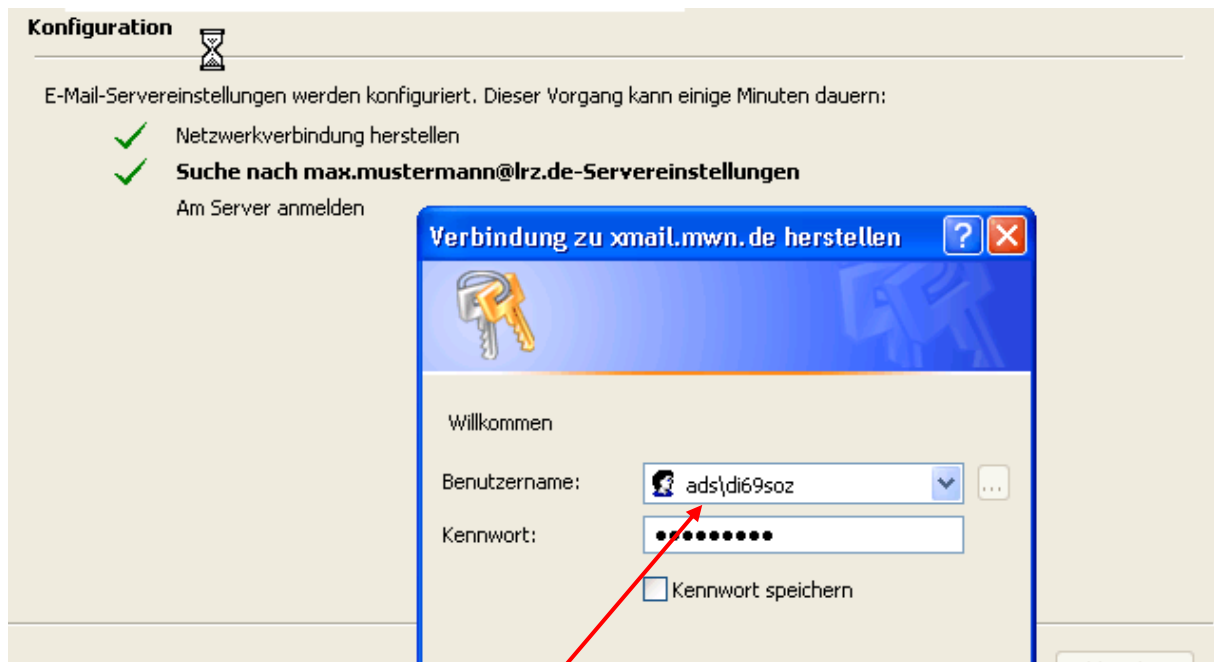 Konfiguration
E-Mail-Servereinstellungen werden konfiguriert. Dieser Vorgang kann einige Minuten dauern:
Netzwerkverbindung herstellen
Suche nach max.mustermann@lrz.de-Servereinstellungen
Am Server anmelden
Verbindung zu xmail.mwn.de herstellen
Willkommen
Benutzername: ads\di69soz ...
Kennwort: •••••••••
Kennwort speichern